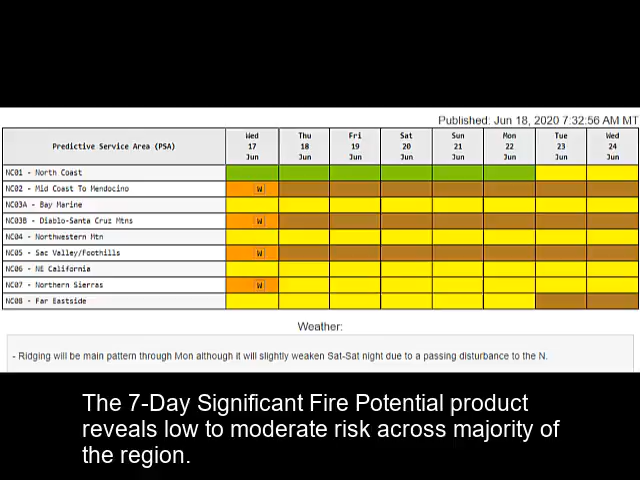 Published: Jun 18, 2020 7:32:56 AM MT
Predictive Service Area (PSA) Wed 17 Jun Thu 18 Jun Fri 19 Jun Sat 20 Jun Sun 21 Jun Mon 22 Jun Tue 23 Jun Wed 24 Jun
NC01 - North Coast
NC02 - Mid Coast To Mendocino W
NC03A - Bay Marine
NC03B - Diablo-Santa Cruz Mtns W
NC04 - Northwestern Mtn
NC05 - Sac Valley/Foothills W
NC06 - NE California
NC07 - Northern Sierras W
NC08 - Far Eastside
Weather:
- Ridging will be main pattern through Mon although it will slightly weaken Sat-Sat night due to a passing disturbance to the N.
The 7-Day Significant Fire Potential product
reveals low to moderate risk across majority of
the region.